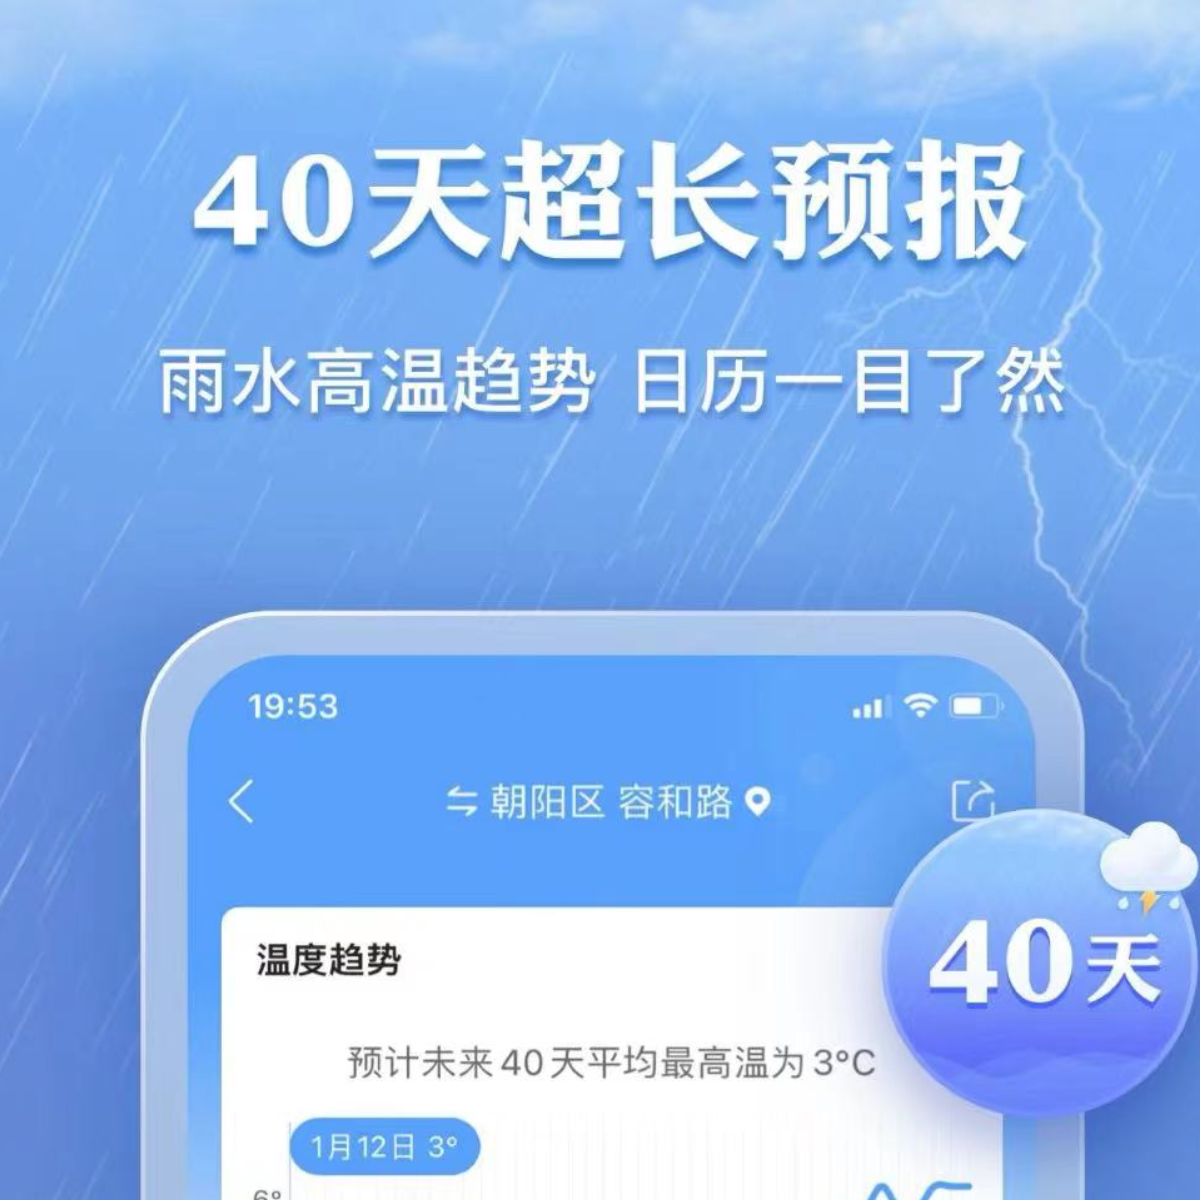 40天超长预报
雨水高温趋势 日历一目了然
19:53
朝阳区 容和路
40天
温度趋势
预计未来40天平均最高温为3°C
1月12日 3°
6°